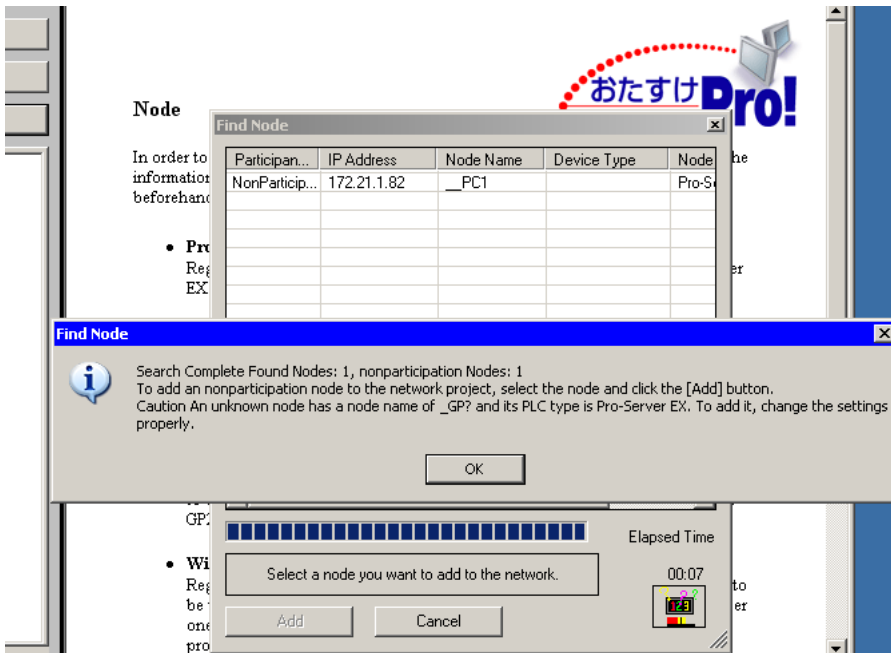 おたすけPro!
Node
Find Node
In order to
he
information
beforehand
Participan... IP Address Node Name Device Type Node
NonParticip... 172.21.1.82 __PC1 Pro-S
• Pro
Reg
er
EX
Find Node
Search Complete Found Nodes: 1, nonparticipation Nodes: 1
To add an nonparticipation node to the network project, select the node and click the [Add] button.
Caution An unknown node has a node name of _GP? and its PLC type is Pro-Server EX. To add it, change the settings
properly.
OK
GP
Elapsed Time
• Wi
Select a node you want to add to the network.
00:07
Reg
to
be
er
Add Cancel
one
pro